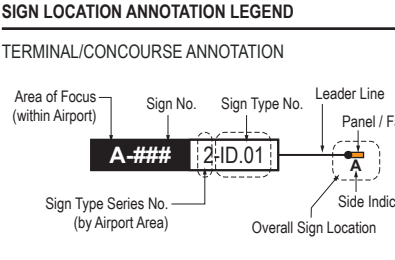 SIGN LOCATION ANNOTATION LEGEND
TERMINAL/CONCOURSE ANNOTATION
Area of Focus
(within Airport)
Sign No.
Sign Type No.
Leader Line
Panel / F
A-###
2-ID.01
A
Sign Type Series No.
(by Airport Area)
Side Indic
Overall Sign Location